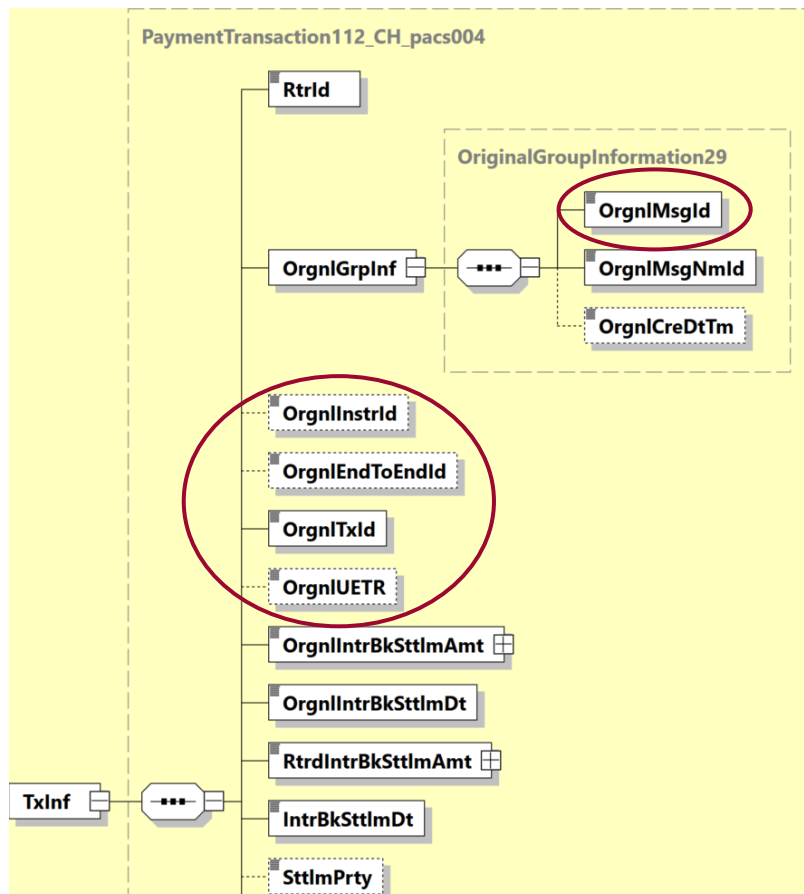 PaymentTransaction112_CH_pacs004
RtrId
OriginalGroupInformation29
OrgnlMsgId
OrgnlGrpInf
OrgnlMsgNmId
OrgnlCreDtTm
OrgnlInstrId
OrgnlEndToEndId
OrgnlTxId
OrgnlUETR
OrgnlIntrBkSttlmAmt
OrgnlIntrBkSttlmDt
RtrdIntrBkSttlmAmt
TxInf
IntrBkSttlmDt
SttlmPrty